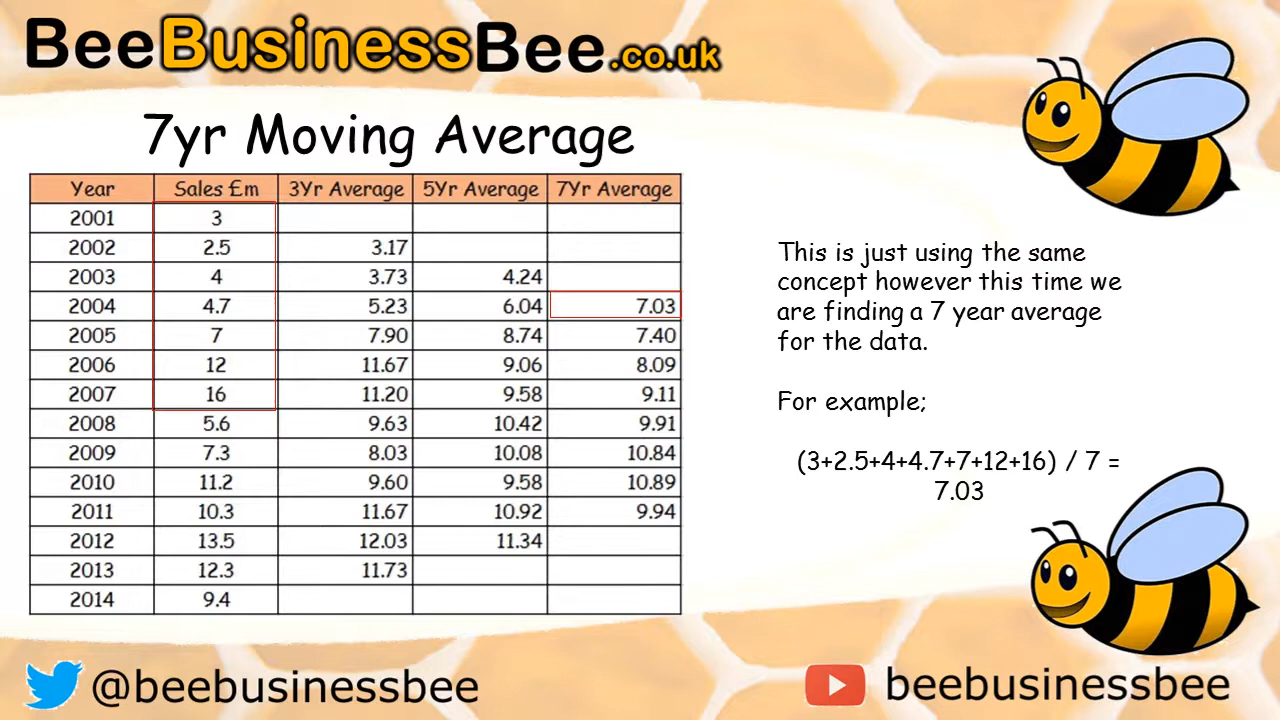 BeeBusinessBee.co.uk
7yr Moving Average
Year Sales £m 3Yr Average 5Yr Average 7Yr Average
2001 3
2002 2.5 3.17
2003 4 3.73 4.24
2004 4.7 5.23 6.04 7.03
2005 7 7.90 8.74 7.40
2006 12 11.67 9.06 8.09
2007 16 11.20 9.58 9.11
2008 5.6 9.63 10.42 9.91
2009 7.3 8.03 10.08 10.84
2010 11.2 9.60 9.58 10.89
2011 10.3 11.67 10.92 9.94
2012 13.5 12.03 11.34
2013 12.3 11.73
2014 9.4
This is just using the same
concept however this time we
are finding a 7 year average
for the data.
For example;
(3+2.5+4+4.7+7+12+16) / 7 =
7.03
@beebusinessbee
beebusinessbee